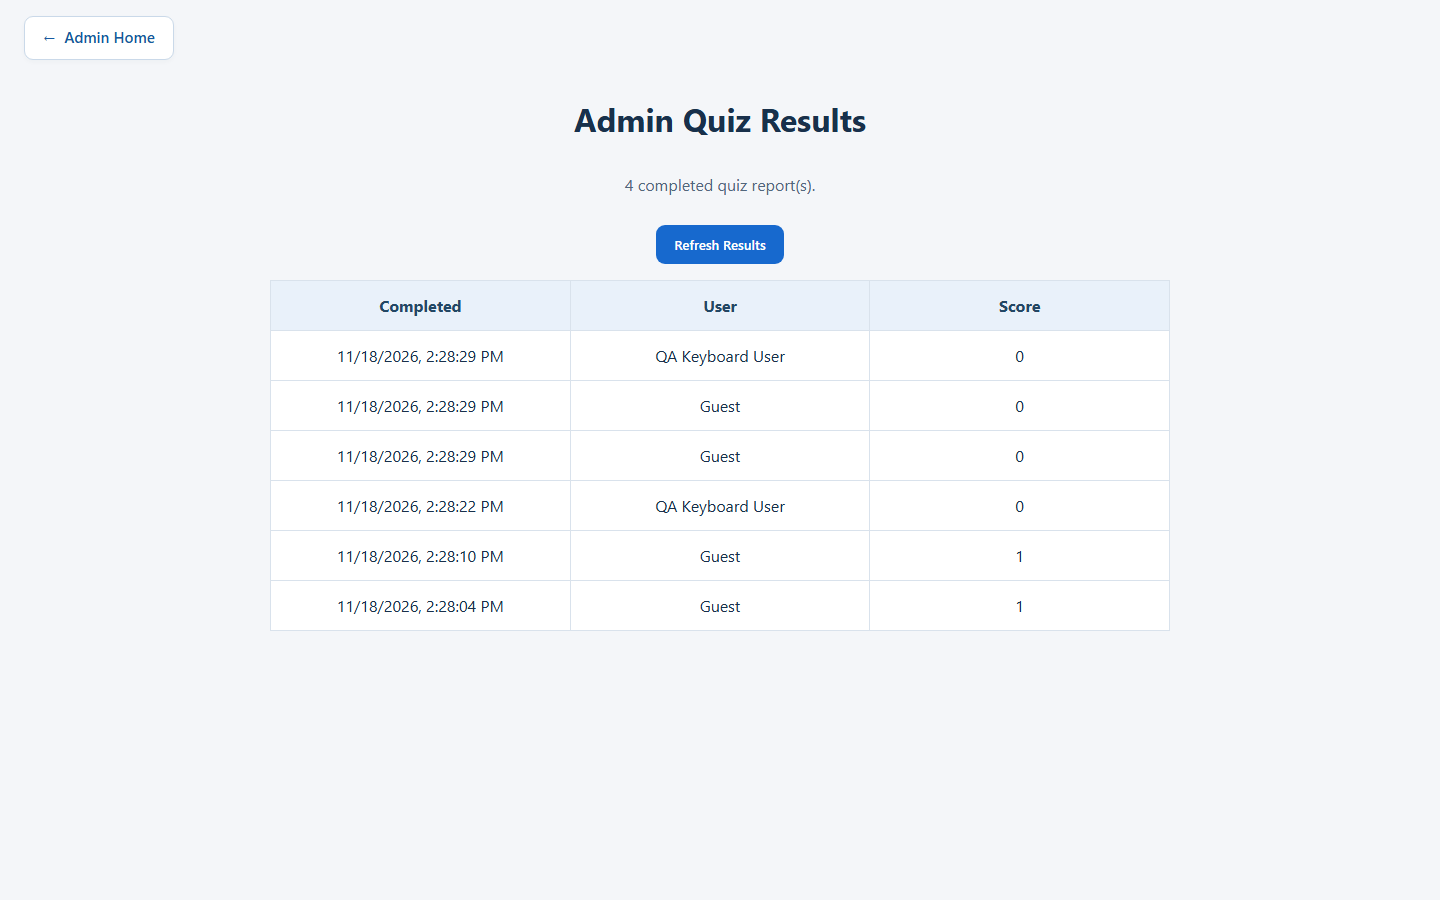 ← Admin Home
Admin Quiz Results
4 completed quiz report(s).
Refresh Results
Completed User Score
11/18/2026, 2:28:29 PM QA Keyboard User 0
11/18/2026, 2:28:29 PM Guest 0
11/18/2026, 2:28:29 PM Guest 0
11/18/2026, 2:28:22 PM QA Keyboard User 0
11/18/2026, 2:28:10 PM Guest 1
11/18/2026, 2:28:04 PM Guest 1